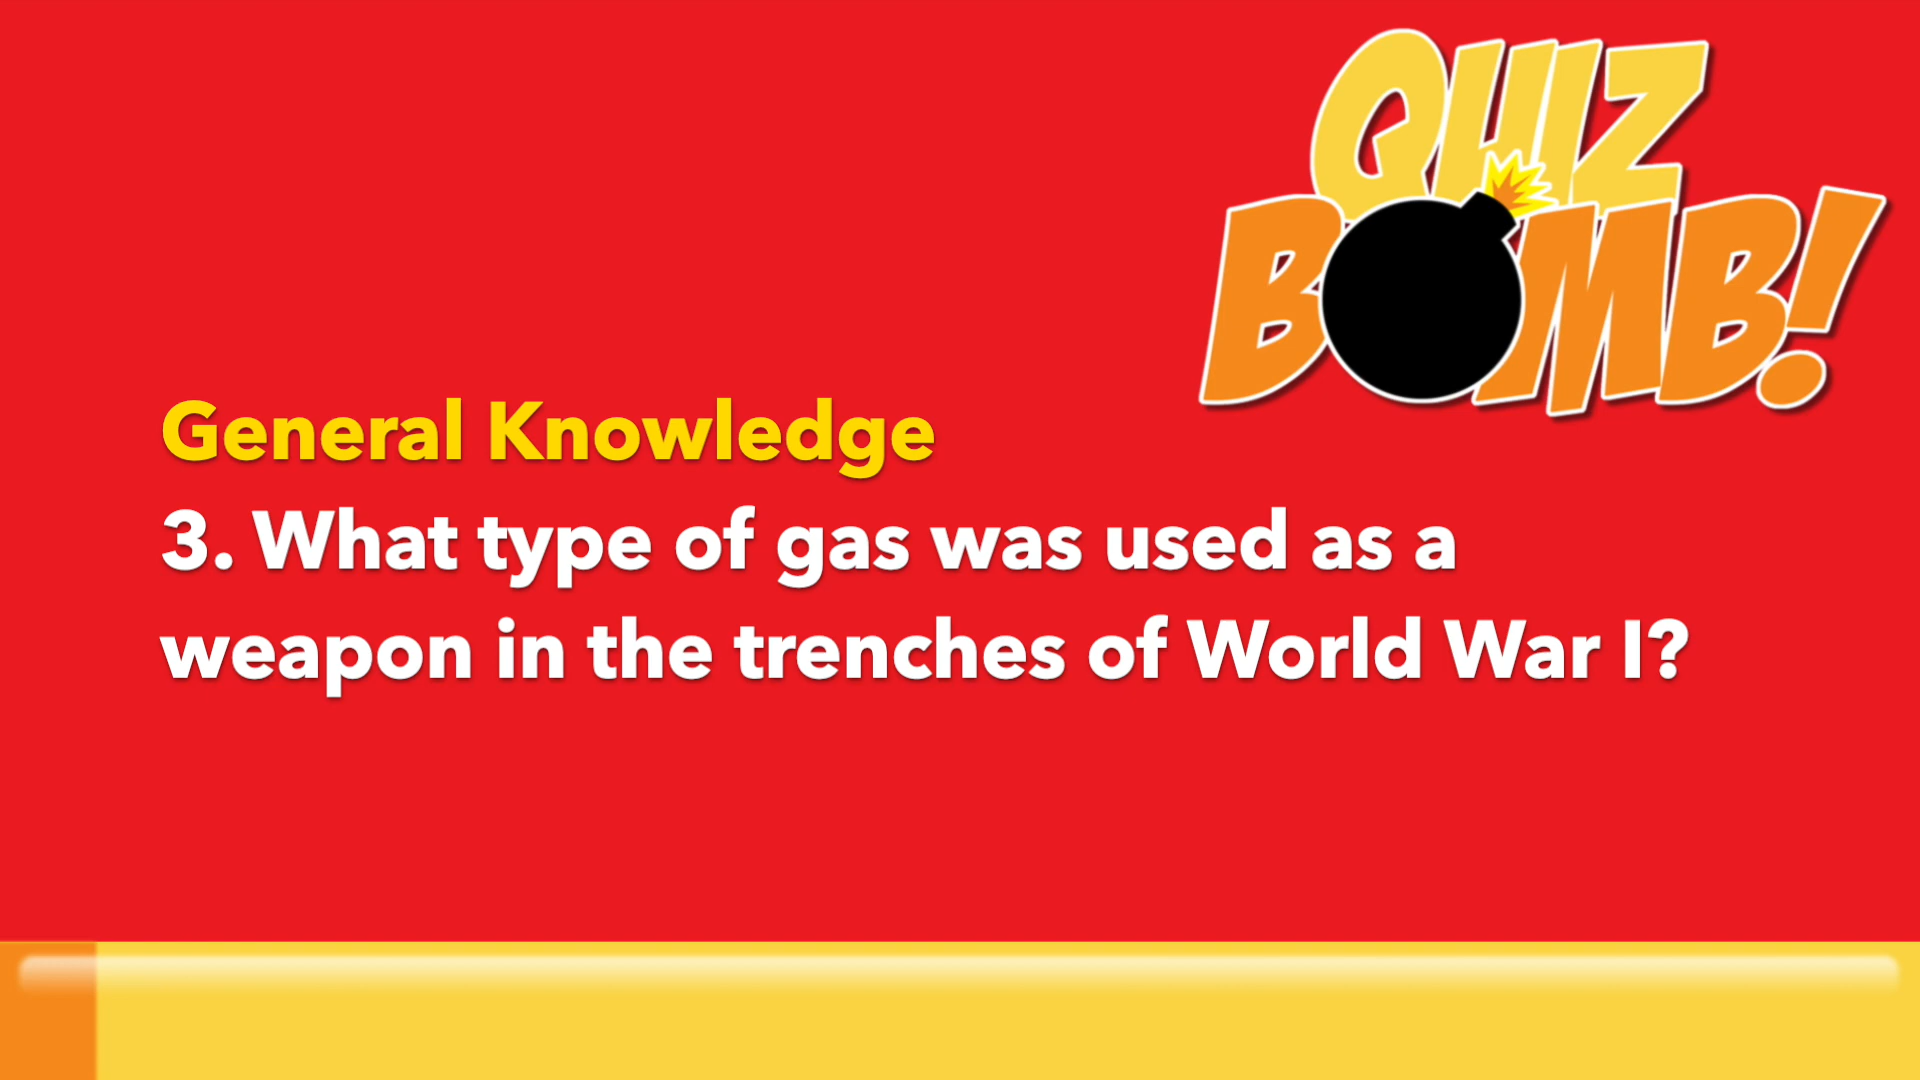 QUIZ
BOMB!
General Knowledge
3. What type of gas was used as a
weapon in the trenches of World War I?